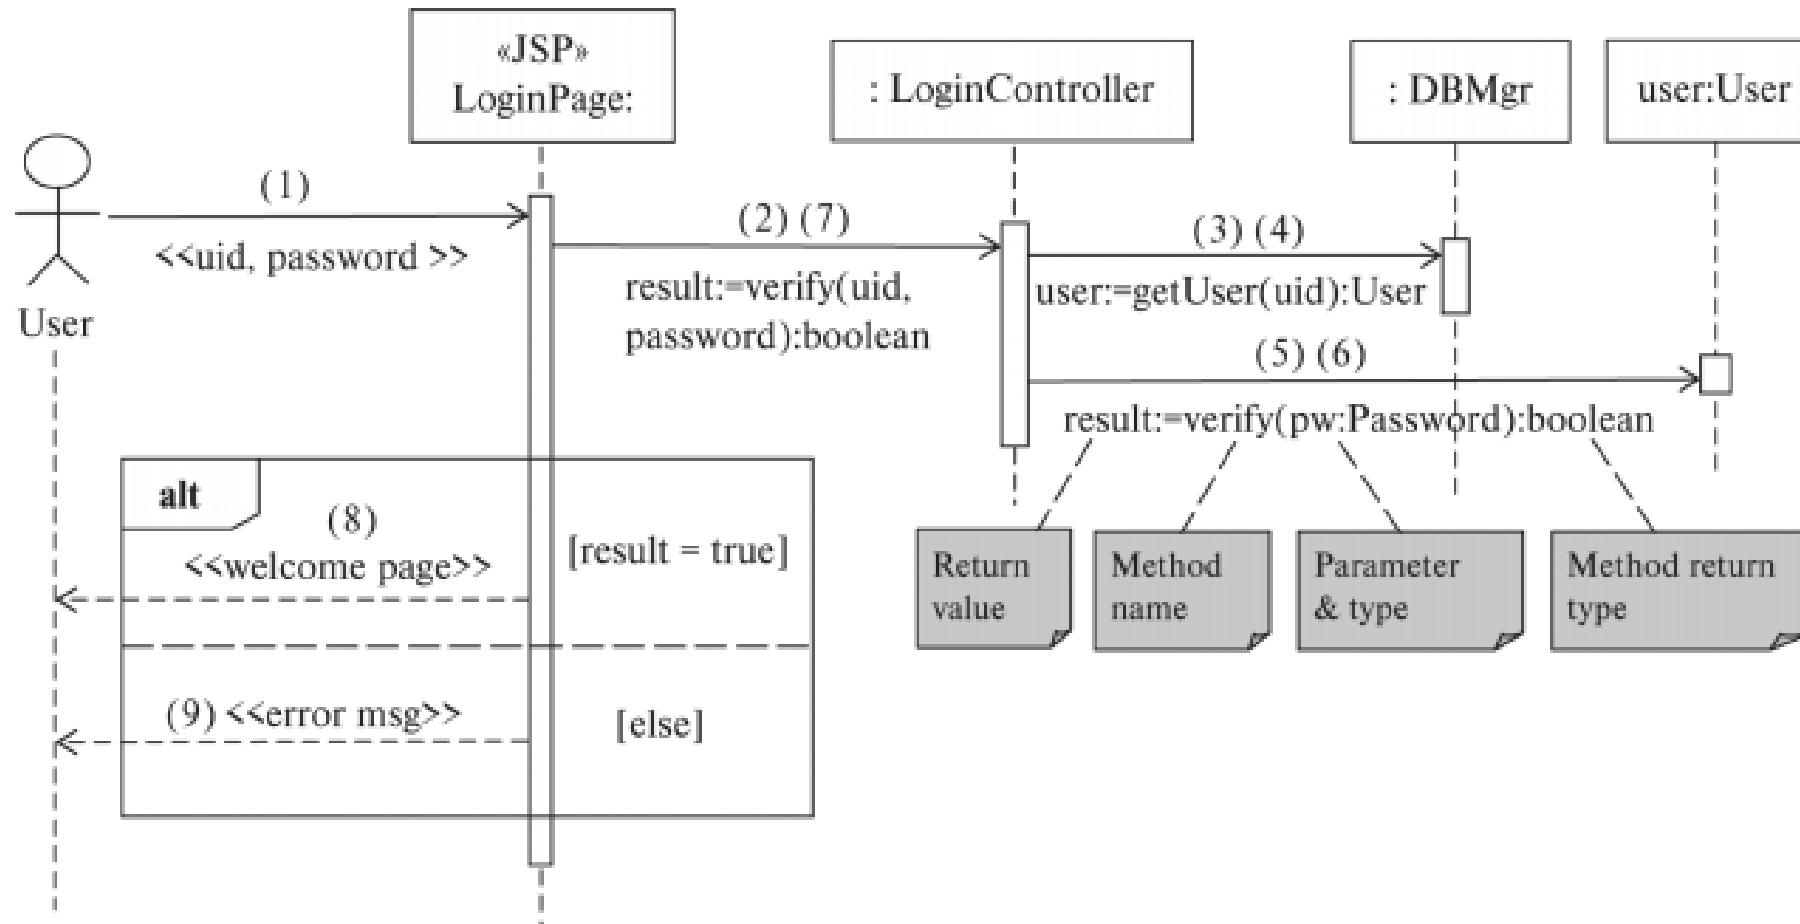 «JSP»
LoginPage:
: LoginController
: DBMgr
user:User
(1)
<<uid, password >>
User
(2) (7)
result:=verify(uid,
password):boolean
(3) (4)
user:=getUser(uid):User
(5) (6)
result:=verify(pw:Password):boolean
alt
(8)
<<welcome page>>
[result = true]
(9) <<error msg>>
[else]
Return
value
Method
name
Parameter
& type
Method return
type